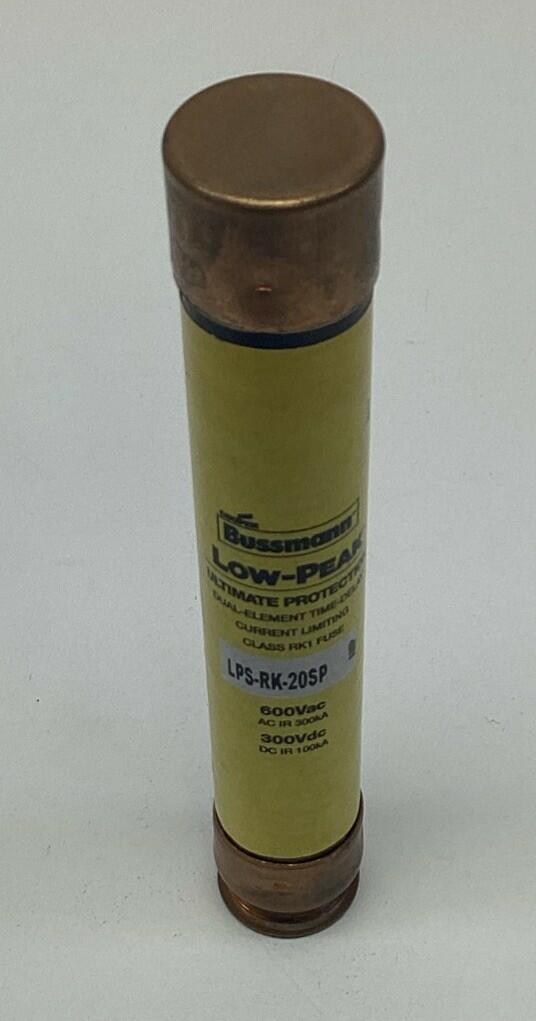 COOPER
Bussmann
LOW-PEAK
ULTIMATE PROTECTION
DUAL-ELEMENT TIME-DELAY
CURRENT LIMITING
CLASS RK1 FUSE
LPS-RK-20SP
600Vac
AC IR 300kA
300Vdc
DC IR 100kA